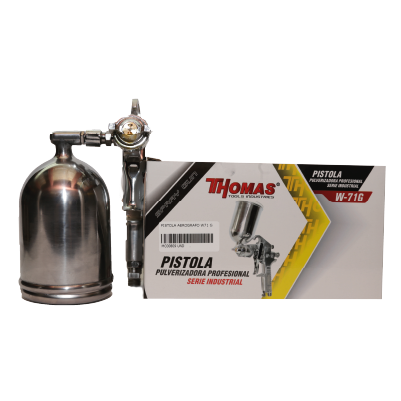 SPRAY GUN
THOMAS
TOOLS INDUSTRIES
PISTOLA
PULVERIZADORA PROFESIONAL
SERIE INDUSTRIAL
W-71G
PISTOLA AEROGRAFO W71 G
PISTOLA
PULVERIZADORA PROFESIONAL
SERIE INDUSTRIAL